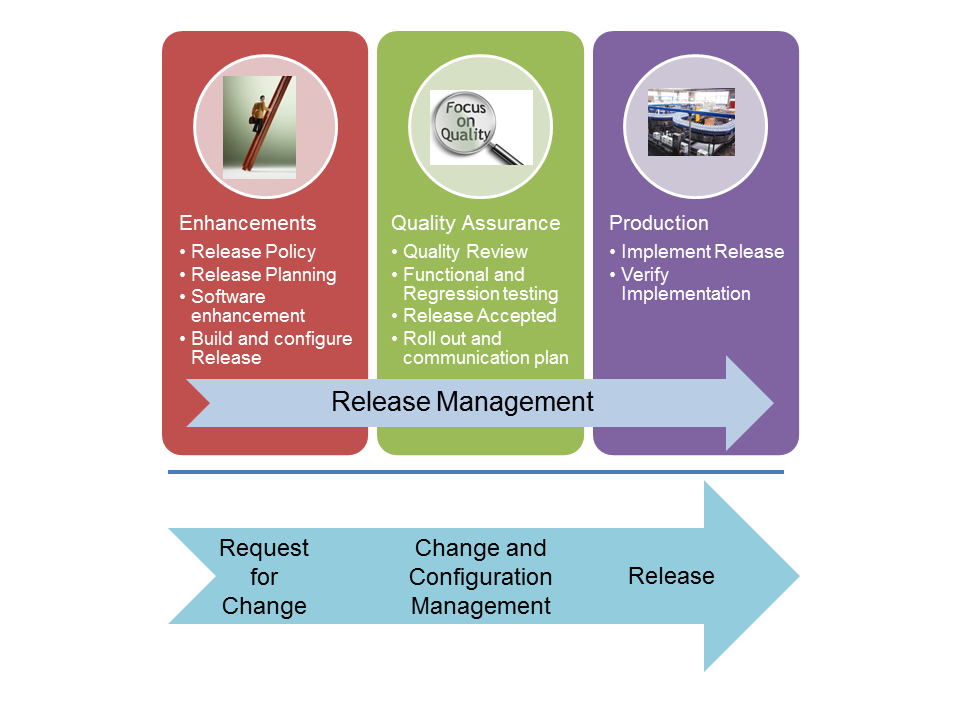 Focus
on
Quality
Enhancements
• Release Policy
• Release Planning
• Software
enhancement
• Build and configure
Release
Quality Assurance
• Quality Review
• Functional and
Regression testing
• Release Accepted
• Roll out and
communication plan
Production
• Implement Release
• Verify
Implementation
Release Management
Request
for
Change
Change and
Configuration
Management
Release